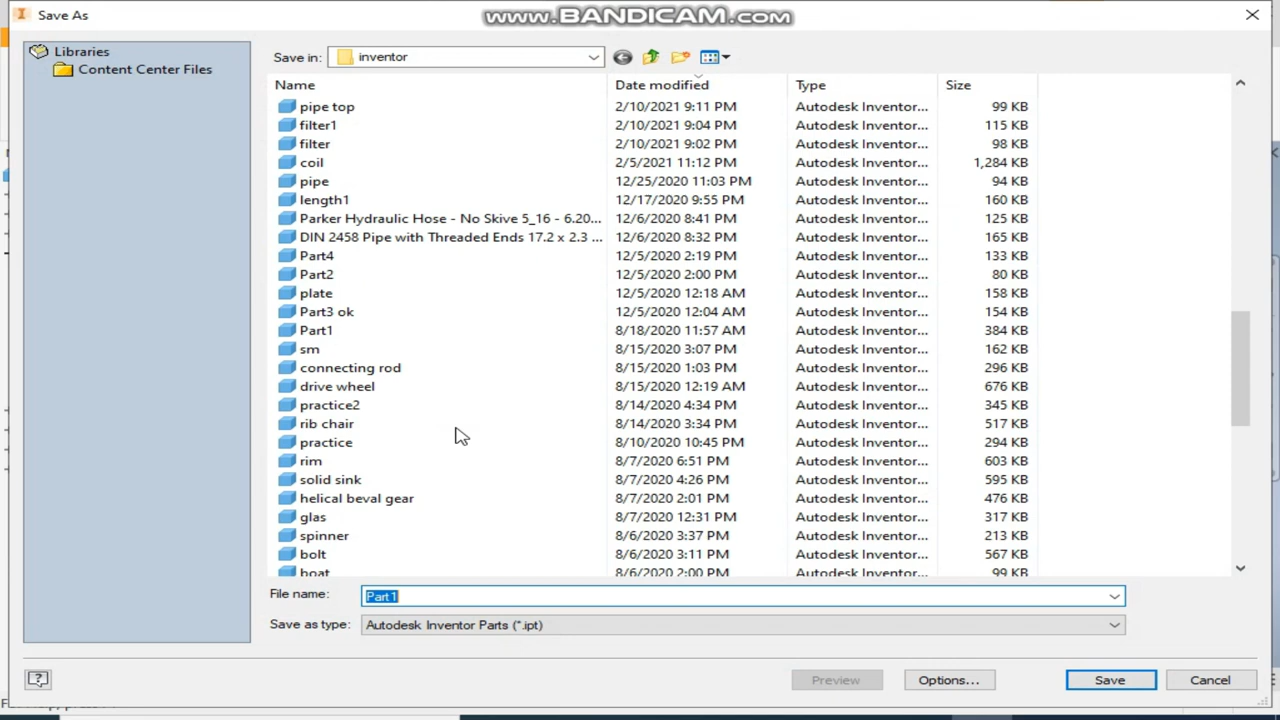 Save As
www.BANDICAM.com
Libraries
Content Center Files
Save in: inventor
Name Date modified Type Size
pipe top 2/10/2021 9:11 PM Autodesk Inventor... 99 KB
filter1 2/10/2021 9:04 PM Autodesk Inventor... 115 KB
filter 2/10/2021 9:02 PM Autodesk Inventor... 98 KB
coil 2/5/2021 11:12 PM Autodesk Inventor... 1,284 KB
pipe 12/25/2020 11:03 PM Autodesk Inventor... 94 KB
length1 12/17/2020 9:55 PM Autodesk Inventor... 160 KB
Parker Hydraulic Hose - No Skive 5_16 - 6.20... 12/6/2020 8:41 PM Autodesk Inventor... 125 KB
DIN 2458 Pipe with Threaded Ends 17.2 x 2.3 ... 12/6/2020 8:32 PM Autodesk Inventor... 165 KB
Part4 12/5/2020 2:19 PM Autodesk Inventor... 133 KB
Part2 12/5/2020 2:00 PM Autodesk Inventor... 80 KB
plate 12/5/2020 12:18 AM Autodesk Inventor... 158 KB
Part3 ok 12/5/2020 12:04 AM Autodesk Inventor... 154 KB
Part1 8/18/2020 11:57 AM Autodesk Inventor... 384 KB
sm 8/15/2020 3:07 PM Autodesk Inventor... 162 KB
connecting rod 8/15/2020 1:03 PM Autodesk Inventor... 296 KB
drive wheel 8/15/2020 12:19 AM Autodesk Inventor... 676 KB
practice2 8/14/2020 4:34 PM Autodesk Inventor... 345 KB
rib chair 8/14/2020 3:34 PM Autodesk Inventor... 517 KB
practice 8/10/2020 10:45 PM Autodesk Inventor... 294 KB
rim 8/7/2020 6:51 PM Autodesk Inventor... 603 KB
solid sink 8/7/2020 4:26 PM Autodesk Inventor... 595 KB
helical beval gear 8/7/2020 2:01 PM Autodesk Inventor... 476 KB
glas 8/7/2020 12:31 PM Autodesk Inventor... 317 KB
spinner 8/6/2020 3:37 PM Autodesk Inventor... 213 KB
bolt 8/6/2020 3:11 PM Autodesk Inventor... 567 KB
boat 8/6/2020 2:00 PM Autodesk Inventor... 99 KB
File name: Part1
Save as type: Autodesk Inventor Parts (*.ipt)
Preview Options... Save Cancel